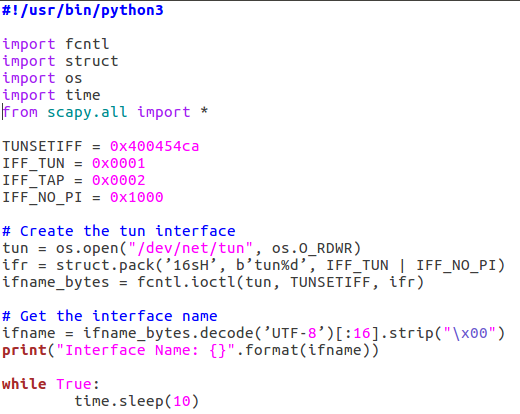 #!/usr/bin/python3
import fcntl
import struct
import os
import time
from scapy.all import *
TUNSETIFF = 0x400454ca
IFF_TUN = 0x0001
IFF_TAP = 0x0002
IFF_NO_PI = 0x1000
# Create the tun interface
tun = os.open("/dev/net/tun", os.O_RDWR)
ifr = struct.pack(’16sH’, b’tun%d’, IFF_TUN | IFF_NO_PI)
ifname_bytes = fcntl.ioctl(tun, TUNSETIFF, ifr)
# Get the interface name
ifname = ifname_bytes.decode(’UTF-8’)[:16].strip("\x00")
print("Interface Name: {}".format(ifname))
while True:
        time.sleep(10)